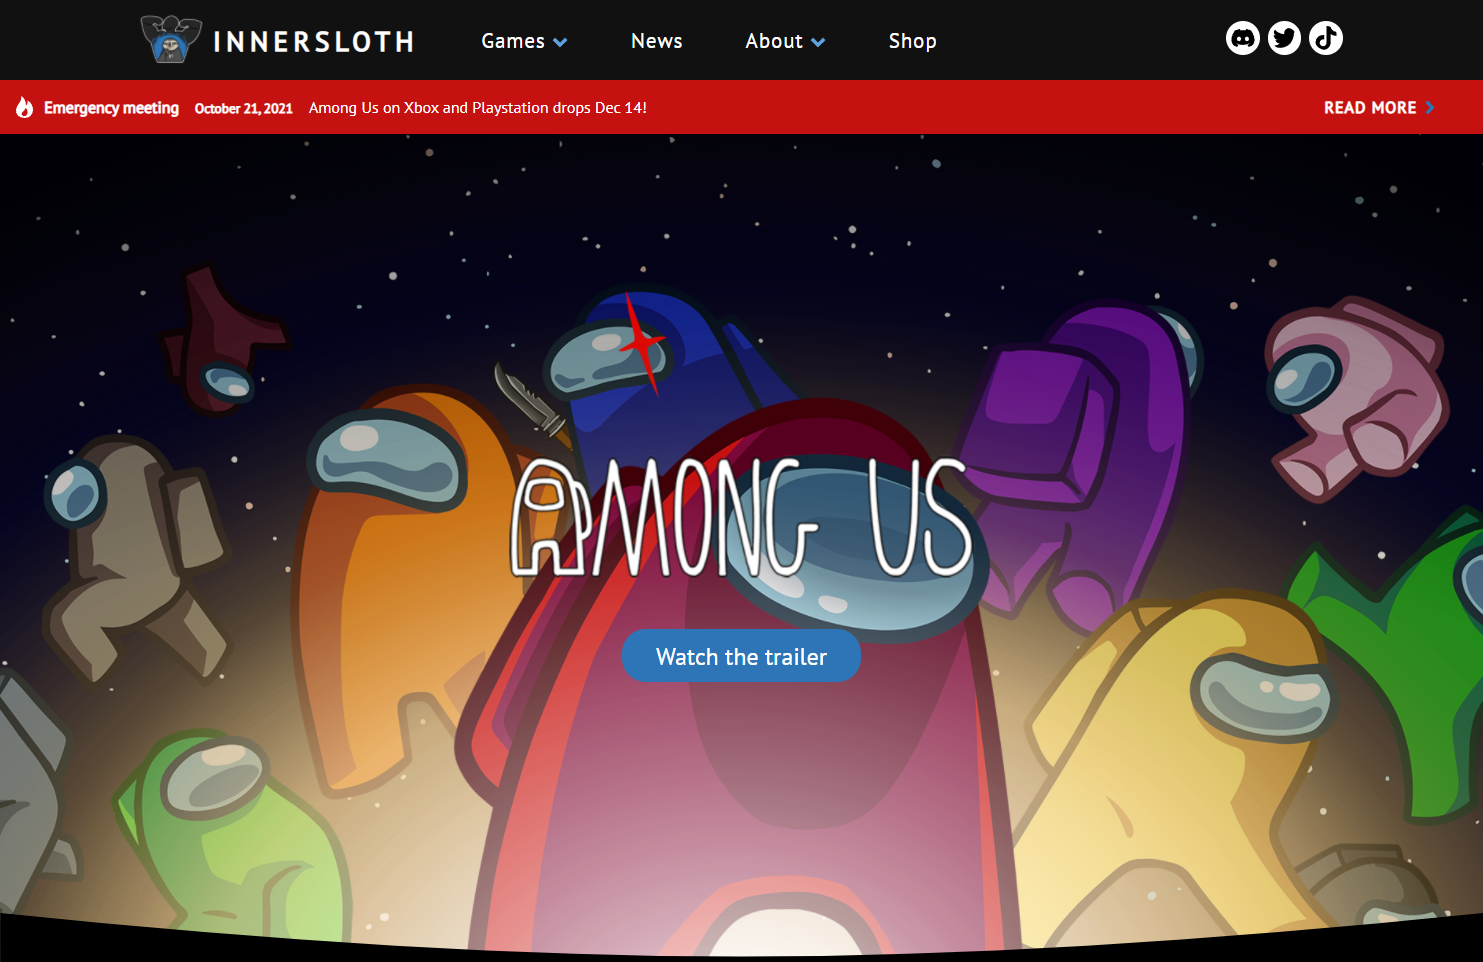 INNERSLOTH
Games
News
About
Shop
Emergency meeting October 21, 2021 Among Us on Xbox and Playstation drops Dec 14!
READ MORE
AMONG US
Watch the trailer